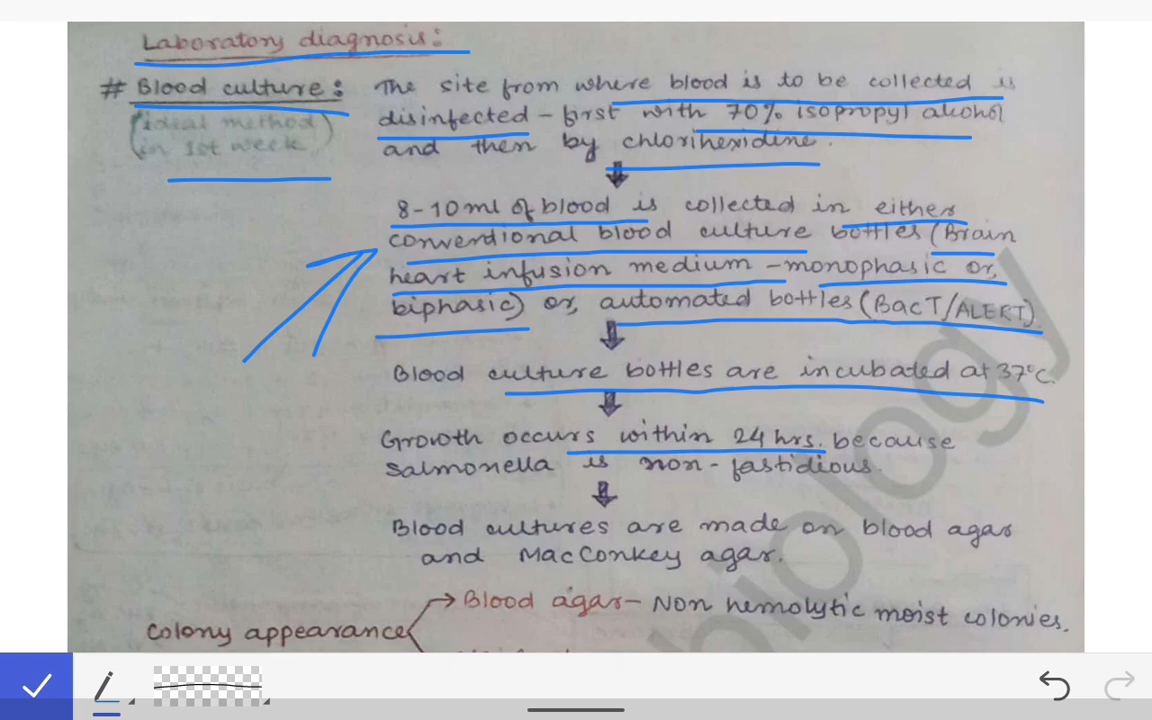 Laboratory diagnosis:
# Blood culture: The site from where blood is to be collected is
(ideal method disinfected - first with 70% isopropyl alcohol
in 1st week) and then by chlorihexidine.
8-10 ml of blood is collected in either
conventional blood culture bottles (Brain
heart infusion medium - monophasic or,
biphasic) or, automated bottles (BacT/ALERT)
Blood culture bottles are incubated at 37°C.
Growth occurs within 24 hrs. because
Salmonella is non-fastidious.
Blood cultures are made on blood agar
and MacConkey agar.
Blood agar - Non hemolytic moist colonies.
Colony appearance
biology